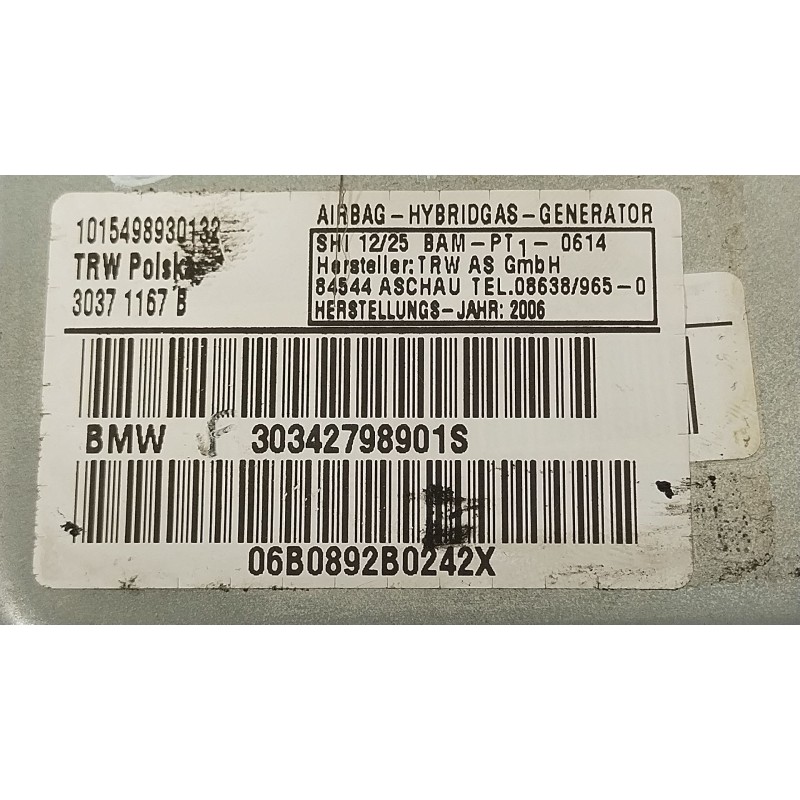 1015498930132
TRW Polska
3037 1167 B
AIRBAG-HYBRIDGAS-GENERATOR
SHI 12/25 BAM-PT1-0614
Hersteller:TRW AS GmbH
84544 ASCHAU TEL.08638/965-0
HERSTELLUNGS-JAHR: 2006
BMW 30342798901S
06B0892B0242X